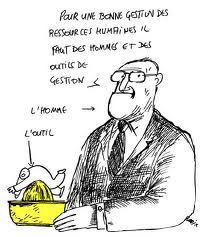 POUR UNE BONNE GESTION DES
RESSOURCES HUMAINES IL
FAUT DES HOMMES ET DES
OUTILS DE
GESTION
L'HOMME
L'OUTIL